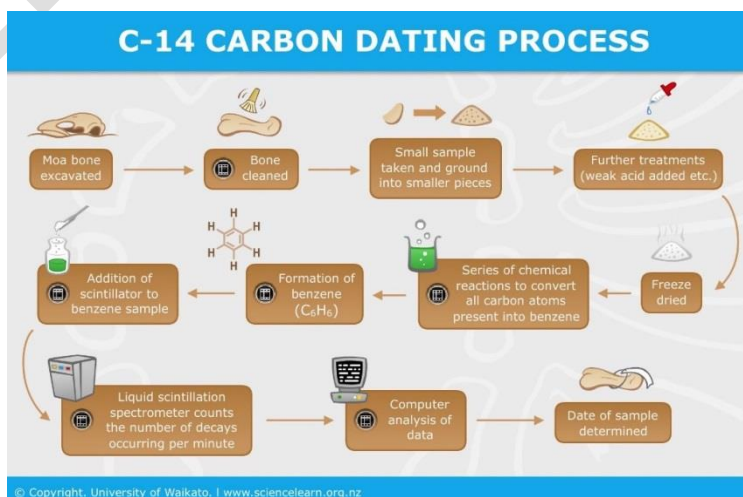 C-14 CARBON DATING PROCESS
Moa bone
excavated
Bone
cleaned
Small sample
taken and ground
into smaller pieces
Further treatments
(weak acid added etc.)
Freeze
dried
Series of chemical
reactions to convert
all carbon atoms
present into benzene
H
H H
H H
H
Formation of
benzene
(C₆H₆)
Addition of
scintillator to
benzene sample
Liquid scintillation
spectrometer counts
the number of decays
occurring per minute
Computer
analysis of
data
Date of sample
determined
© Copyright. University of Waikato. | www.sciencelearn.org.nz